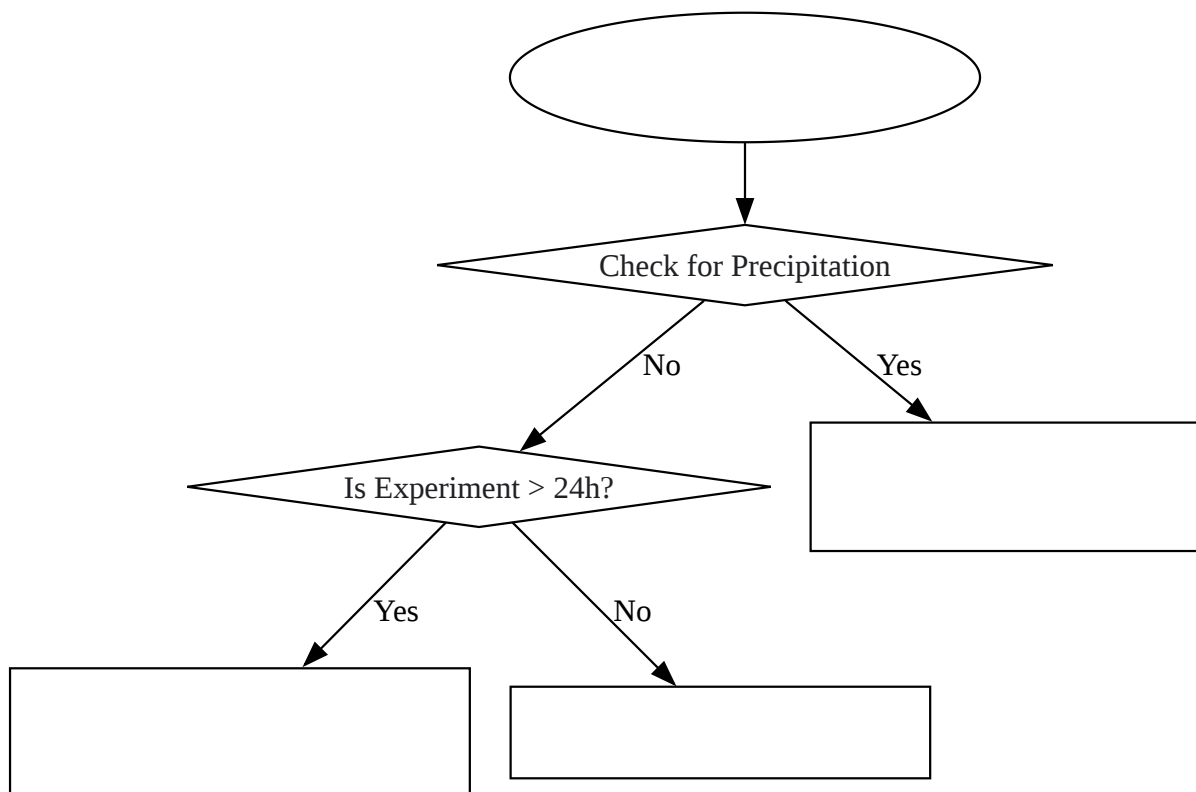 Check for Precipitation
No
Yes
Is Experiment > 24h?
Yes
No